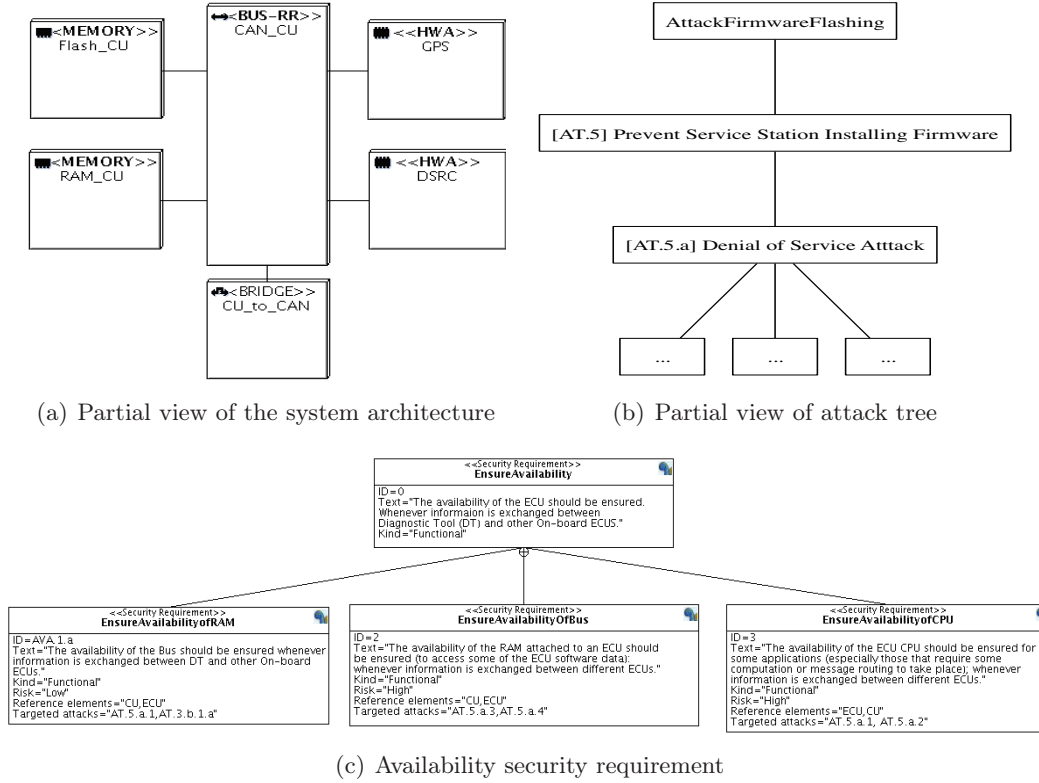 <MEMORY>>
Flash_CU
<BUS-RR>>
CAN_CU
<<HWA>>
GPS
<MEMORY>>
RAM_CU
<<HWA>>
DSRC
<BRIDGE>>
CU_to_CAN
(a) Partial view of the system architecture
AttackFirmwareFlashing
[AT.5] Prevent Service Station Installing Firmware
[AT.5.a] Denial of Service Atttack
...
...
...
(b) Partial view of attack tree
<<Security Requirement>>
EnsureAvailability
ID=0
Text="The availability of the ECU should be ensured.
Whenever informaion is exchanged between
Diagnostic Tool (DT) and other On-board ECUS."
Kind="Functional"
<<Security Requirement>>
EnsureAvailabilityofRAM
ID=AVA.1.a
Text="The availability of the Bus should be ensured whenever
information is exchanged between DT and other On-board
ECUs."
Kind="Functional"
Risk="Low"
Reference elements="CU,ECU"
Targeted attacks="AT.5.a.1,AT.3.b.1.a"
<<Security Requirement>>
EnsureAvailabilityOfBus
ID=2
Text="The availability of the RAM attached to an ECU should
be ensured (to access some of the ECU software data):
whenever information is exchanged between different ECUs."
Kind="Functional"
Risk="High"
Reference elements="CU,ECU"
Targeted attacks="AT.5.a.3,AT.5.a.4"
<<Security Requirement>>
EnsureAvailabilityofCPU
ID=3
Text="The availability of the ECU CPU should be ensured for
some applications (especially those that require some
computation or message routing to take place); whenever
information is exchanged between different ECUs."
Kind="Functional"
Risk="High"
Reference elements="ECU,CU"
Targeted attacks="AT.5.a.1, AT.5.a.2"
(c) Availability security requirement